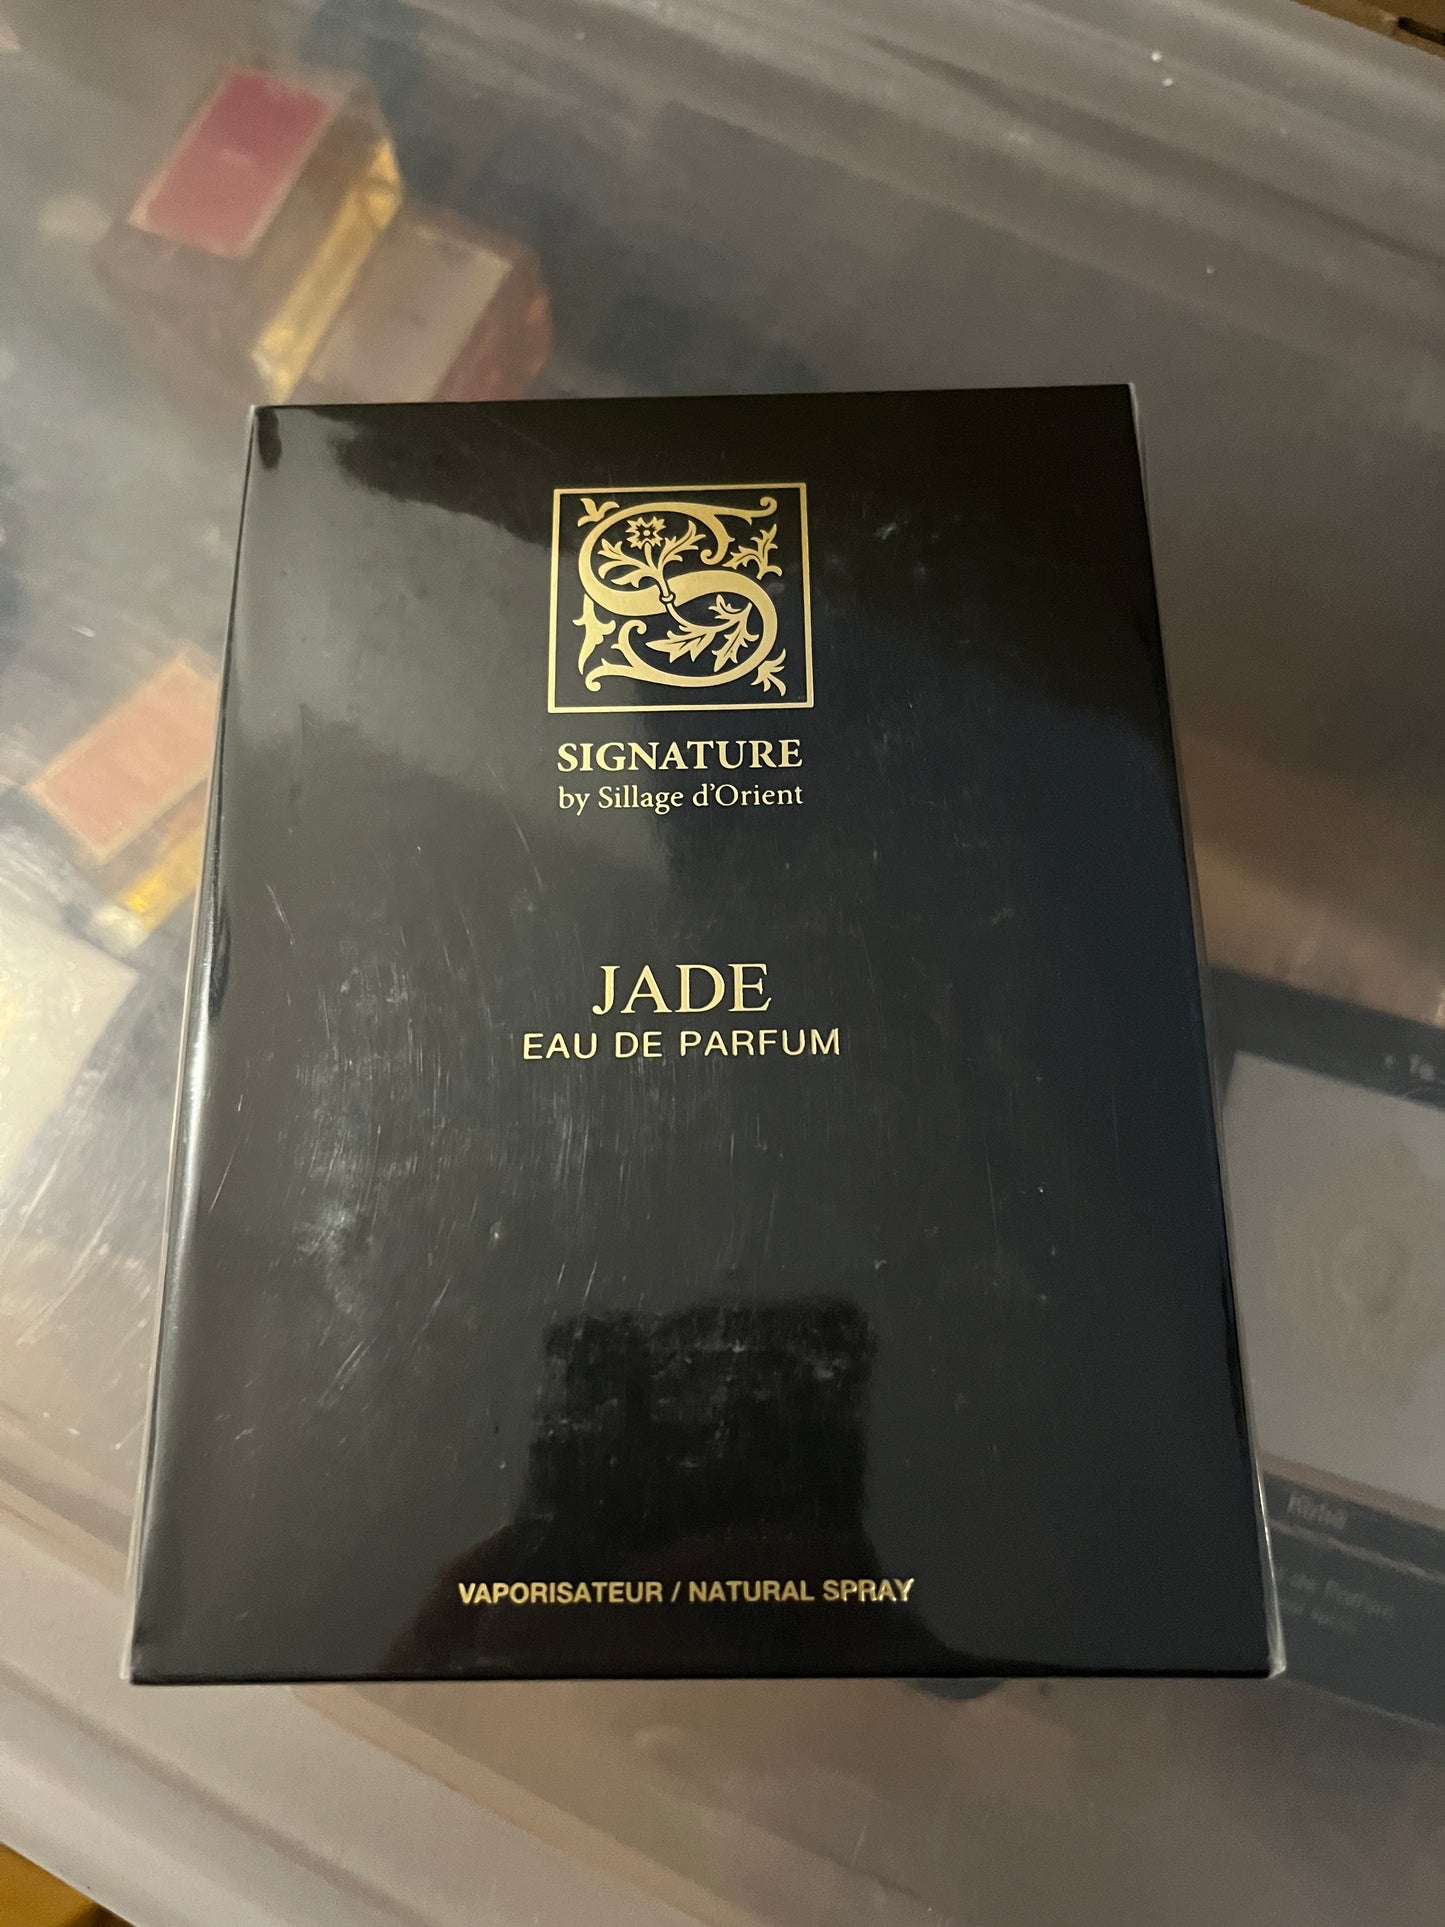 SIGNATURE
by Sillage d'Orient
JADE
EAU DE PARFUM
VAPORISATEUR / NATURAL SPRAY